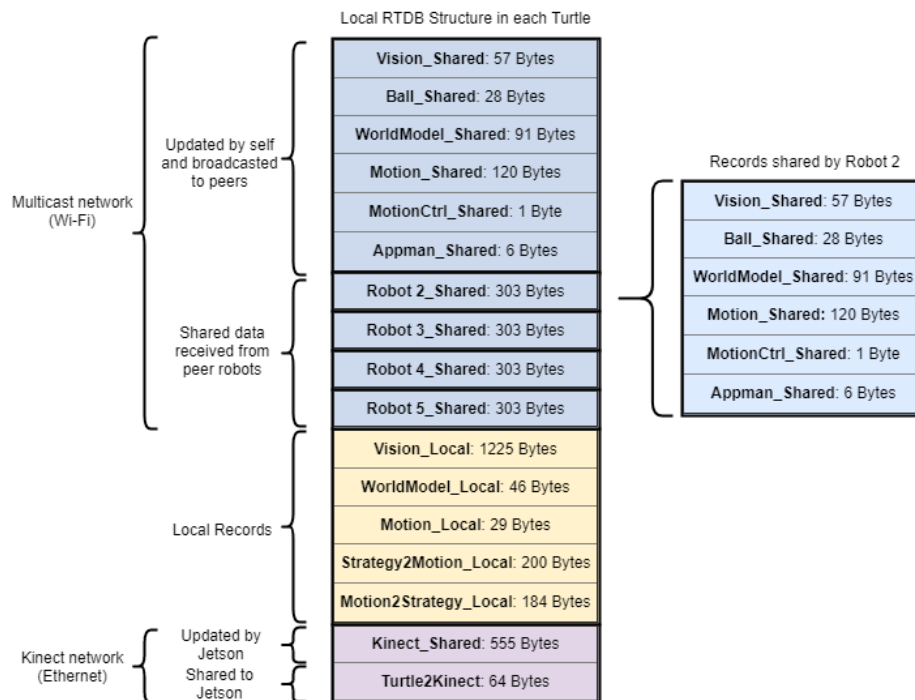 Local RTDB Structure in each Turtle
Multicast network
(Wi-Fi)
Updated by self
and broadcasted
to peers
Vision_Shared: 57 Bytes
Ball_Shared: 28 Bytes
WorldModel_Shared: 91 Bytes
Motion_Shared: 120 Bytes
MotionCtrl_Shared: 1 Byte
Appman_Shared: 6 Bytes
Shared data
received from
peer robots
Robot 2_Shared: 303 Bytes
Robot 3_Shared: 303 Bytes
Robot 4_Shared: 303 Bytes
Robot 5_Shared: 303 Bytes
Records shared by Robot 2
Vision_Shared: 57 Bytes
Ball_Shared: 28 Bytes
WorldModel_Shared: 91 Bytes
Motion_Shared: 120 Bytes
MotionCtrl_Shared: 1 Byte
Appman_Shared: 6 Bytes
Local Records
Vision_Local: 1225 Bytes
WorldModel_Local: 46 Bytes
Motion_Local: 29 Bytes
Strategy2Motion_Local: 200 Bytes
Motion2Strategy_Local: 184 Bytes
Kinect network
(Ethernet)
Updated by
Jetson
Kinect_Shared: 555 Bytes
Shared to
Jetson
Turtle2Kinect: 64 Bytes